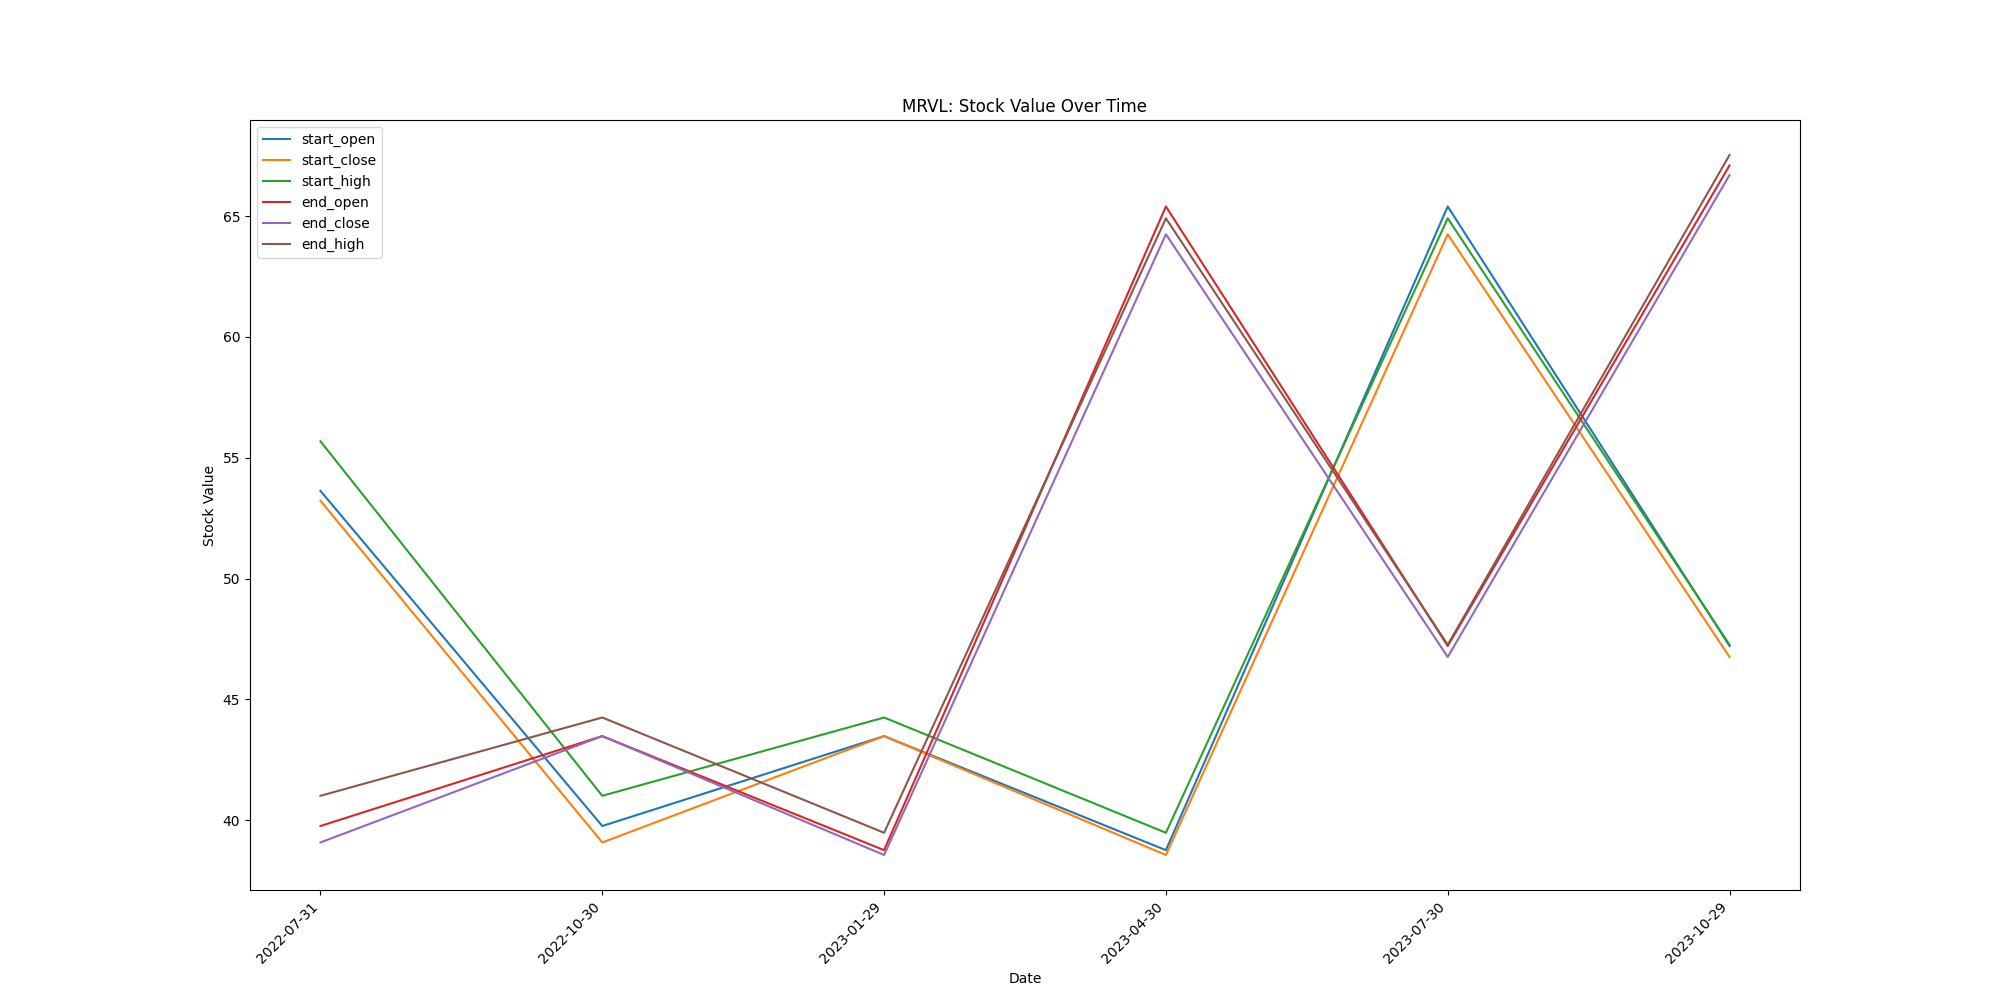 MRVL: Stock Value Over Time
start_open
start_close
start_high
end_open
end_close
end_high
Stock Value
65
60
55
50
45
40
2022-07-31
2022-10-30
2023-01-29
2023-04-30
2023-07-30
2023-10-29
Date